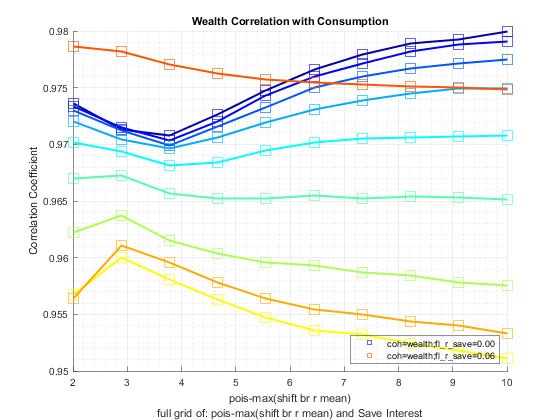 Wealth Correlation with Consumption
Correlation Coefficient
0.98
0.975
0.97
0.965
0.96
0.955
0.95
2
3
4
5
6
7
8
9
10
coh=wealth;fl_r_save=0.00
coh=wealth;fl_r_save=0.06
pois-max(shift br r mean)
full grid of: pois-max(shift br r mean) and Save Interest